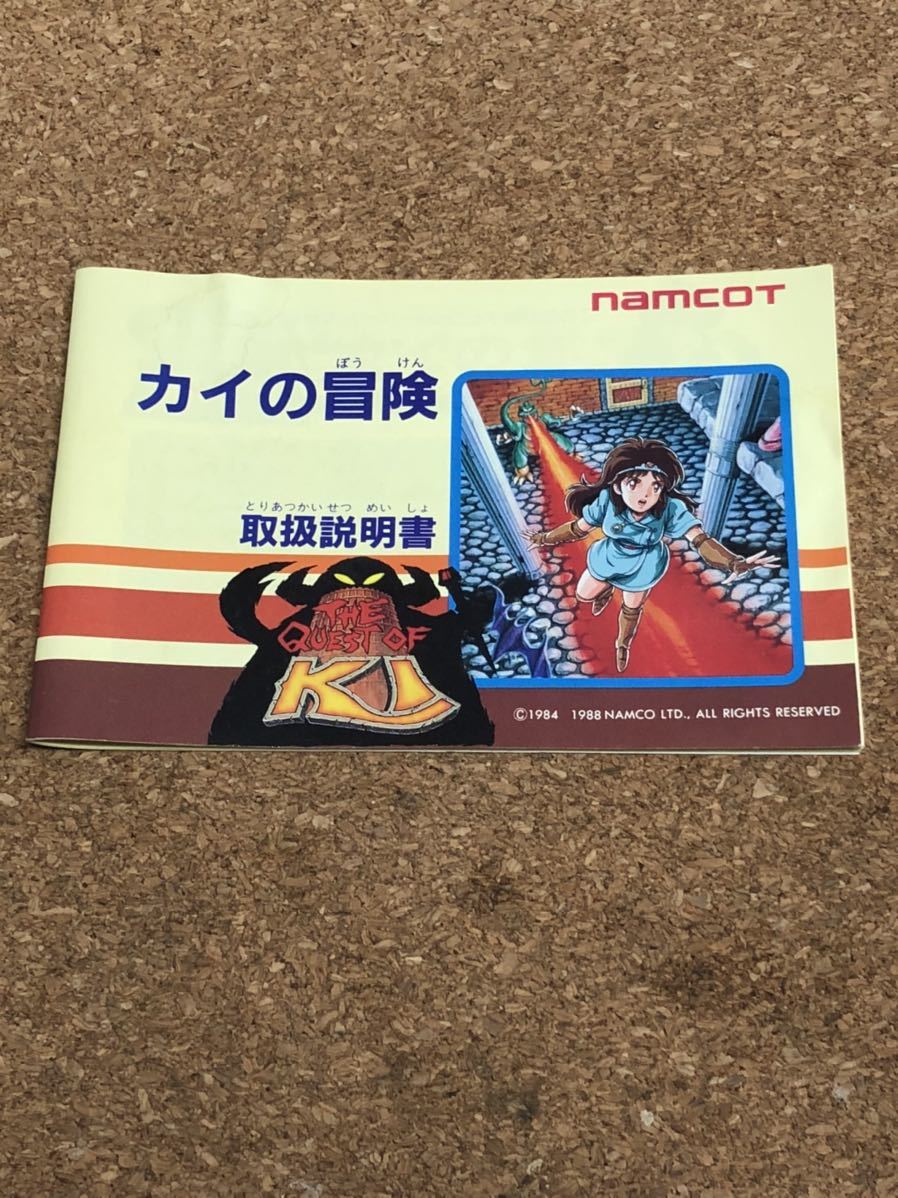 namcoT
ぼう けん
カイの冒険
とりあつかいせつ めい しょ
取扱説明書
THE
QUEST OF
KI
©1984 1988 NAMCO LTD., ALL RIGHTS RESERVED